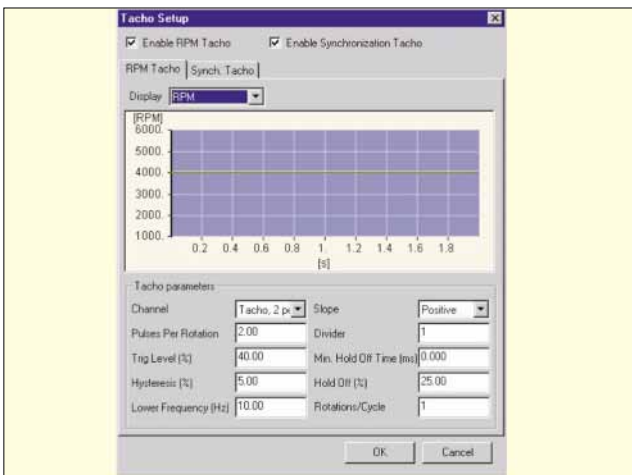 Tacho Setup
Enable RPM Tacho Enable Synchronization Tacho
RPM Tacho Synch. Tacho
Display RPM
[RPM]
6000.
5000.
4000.
3000.
2000.
1000.
0.2 0.4 0.6 0.8 1. 1.2 1.4 1.6 1.8
[s]
Tacho parameters
Channel Tacho, 2 Slope Positive
Pulses Per Rotation 2.00 Divider 1
Trig Level (%) 40.00 Min. Hold Off Time (ms) 0.000
Hysteresis (%) 5.00 Hold Off (%) 25.00
Lower Frequency (Hz) 10.00 Rotations/Cycle 1
OK Cancel